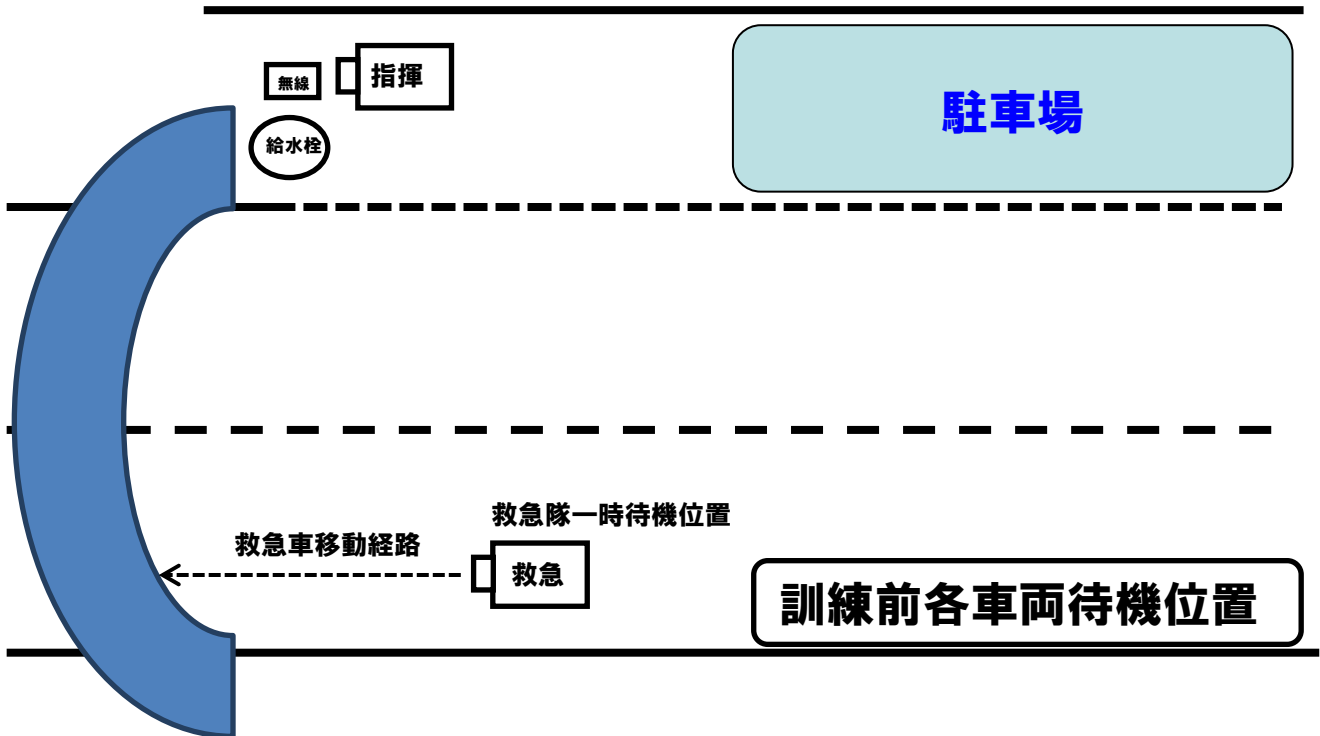 指揮
無線
給水栓
駐車場
救急隊一時待機位置
救急車移動経路
救急
訓練前各車両待機位置